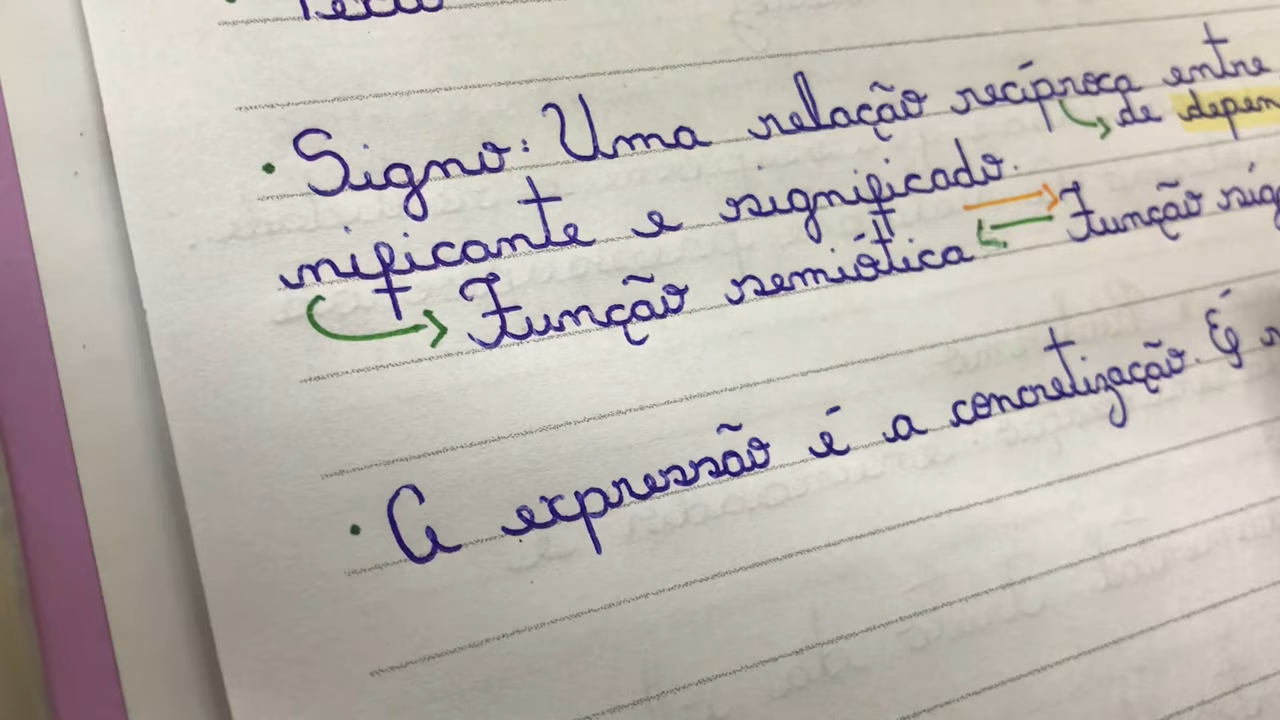 Signo: Uma relação recíproca entre
de depen
nificante e significado.
Função semiótica
Função sig
A expressão é a concretização. É